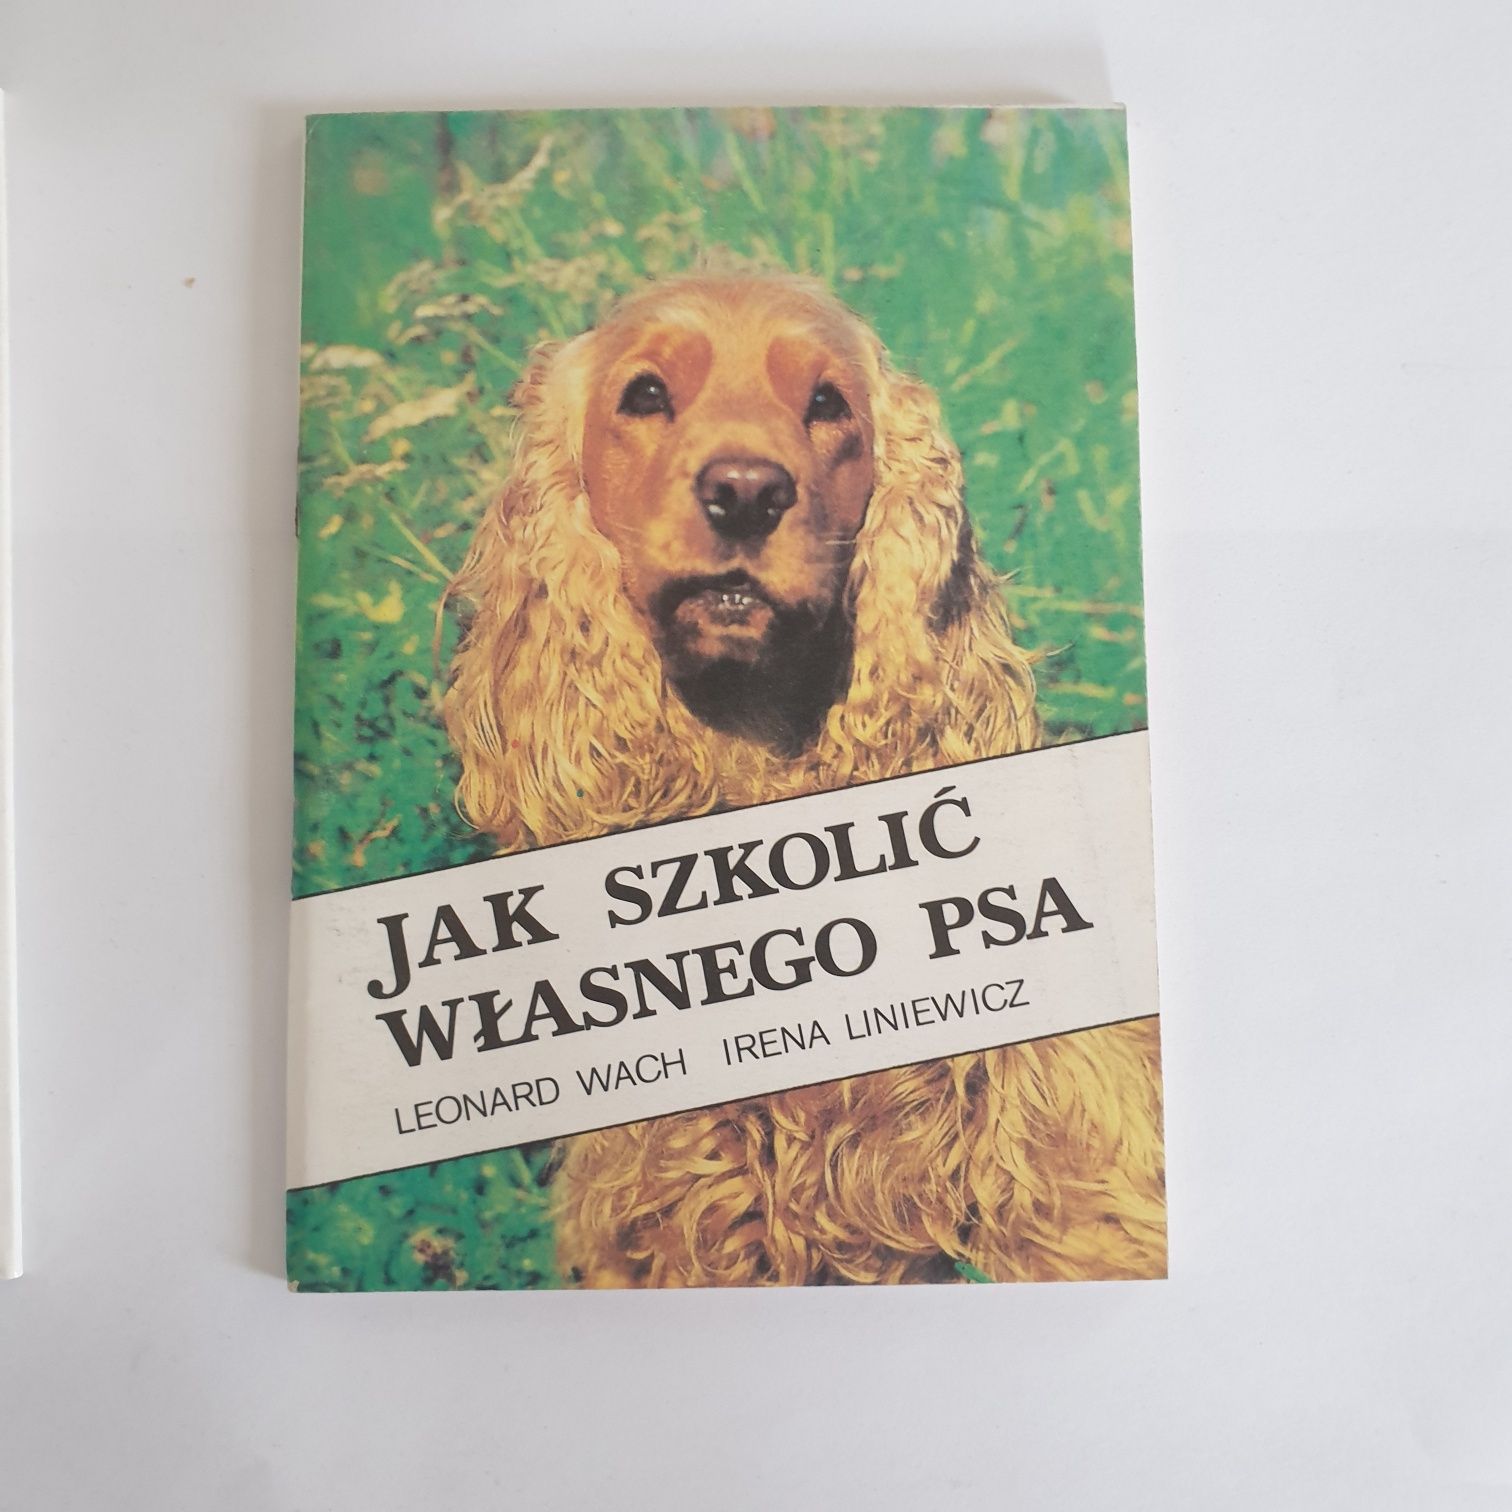 JAK SZKOLIĆ
WŁASNEGO PSA
LEONARD WACH IRENA LINIEWICZ